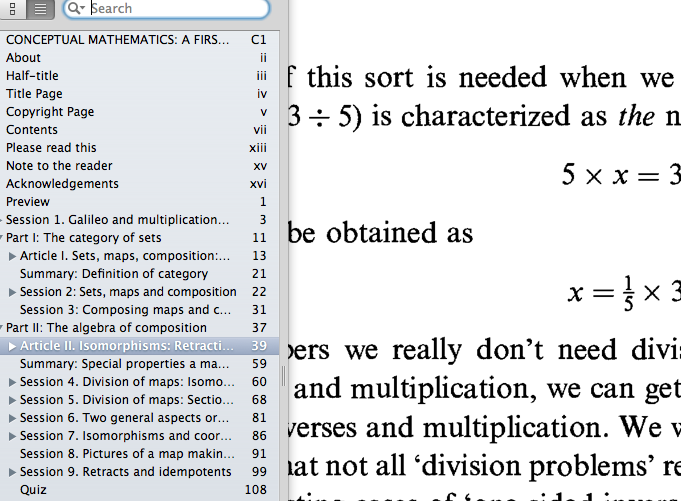 Search
CONCEPTUAL MATHEMATICS: A FIRS... C1
About ii
Half-title iii
Title Page iv
Copyright Page v
Contents vii
Please read this xiii
Note to the reader xv
Acknowledgements xvi
Preview 1
Session 1. Galileo and multiplication... 3
Part I: The category of sets 11
Article I. Sets, maps, composition:... 13
Summary: Definition of category 21
Session 2: Sets, maps and composition 22
Session 3: Composing maps and c... 31
Part II: The algebra of composition 37
Article II. Isomorphisms: Retracti... 39
Summary: Special properties a ma... 59
Session 4. Division of maps: Isomo... 60
Session 5. Division of maps: Sectio... 68
Session 6. Two general aspects or... 81
Session 7. Isomorphisms and coor... 86
Session 8. Pictures of a map makin... 91
Session 9. Retracts and idempotents 99
Quiz 108
f this sort is needed when we
3 ÷ 5) is characterized as the n
5 × x = 3
be obtained as
x = 1/5 × 3
bers we really don't need divi
and multiplication, we can get
verses and multiplication. We w
hat not all 'division problems' re